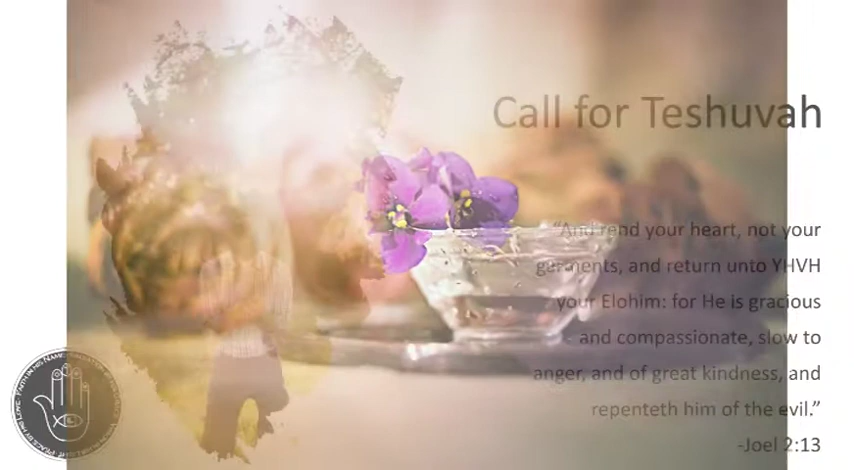 Call for Teshuvah
“And rend your heart, not your
garments, and return unto YHVH
your Elohim: for He is gracious
and compassionate, slow to
anger, and of great kindness, and
repenteth him of the evil.”
-Joel 2:13